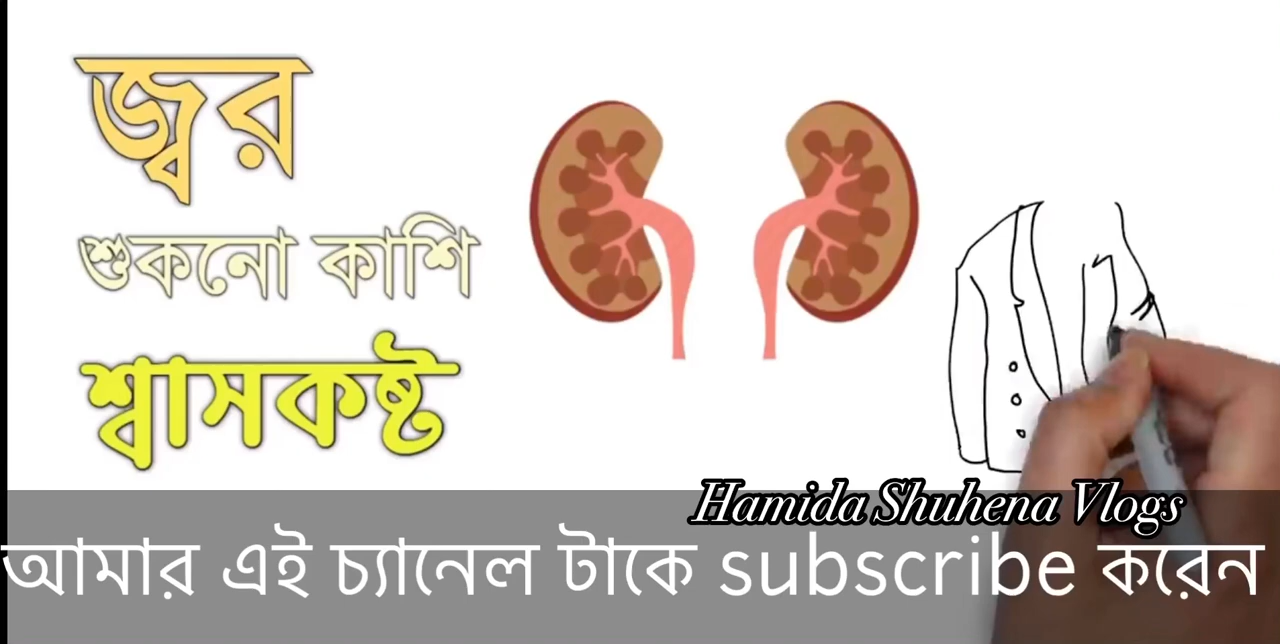 জ্বর
শুকনো কাশি
শ্বাসকষ্ট
Hamida Shuhena Vlogs
আমার এই চ্যানেল টাকে subscribe করেন